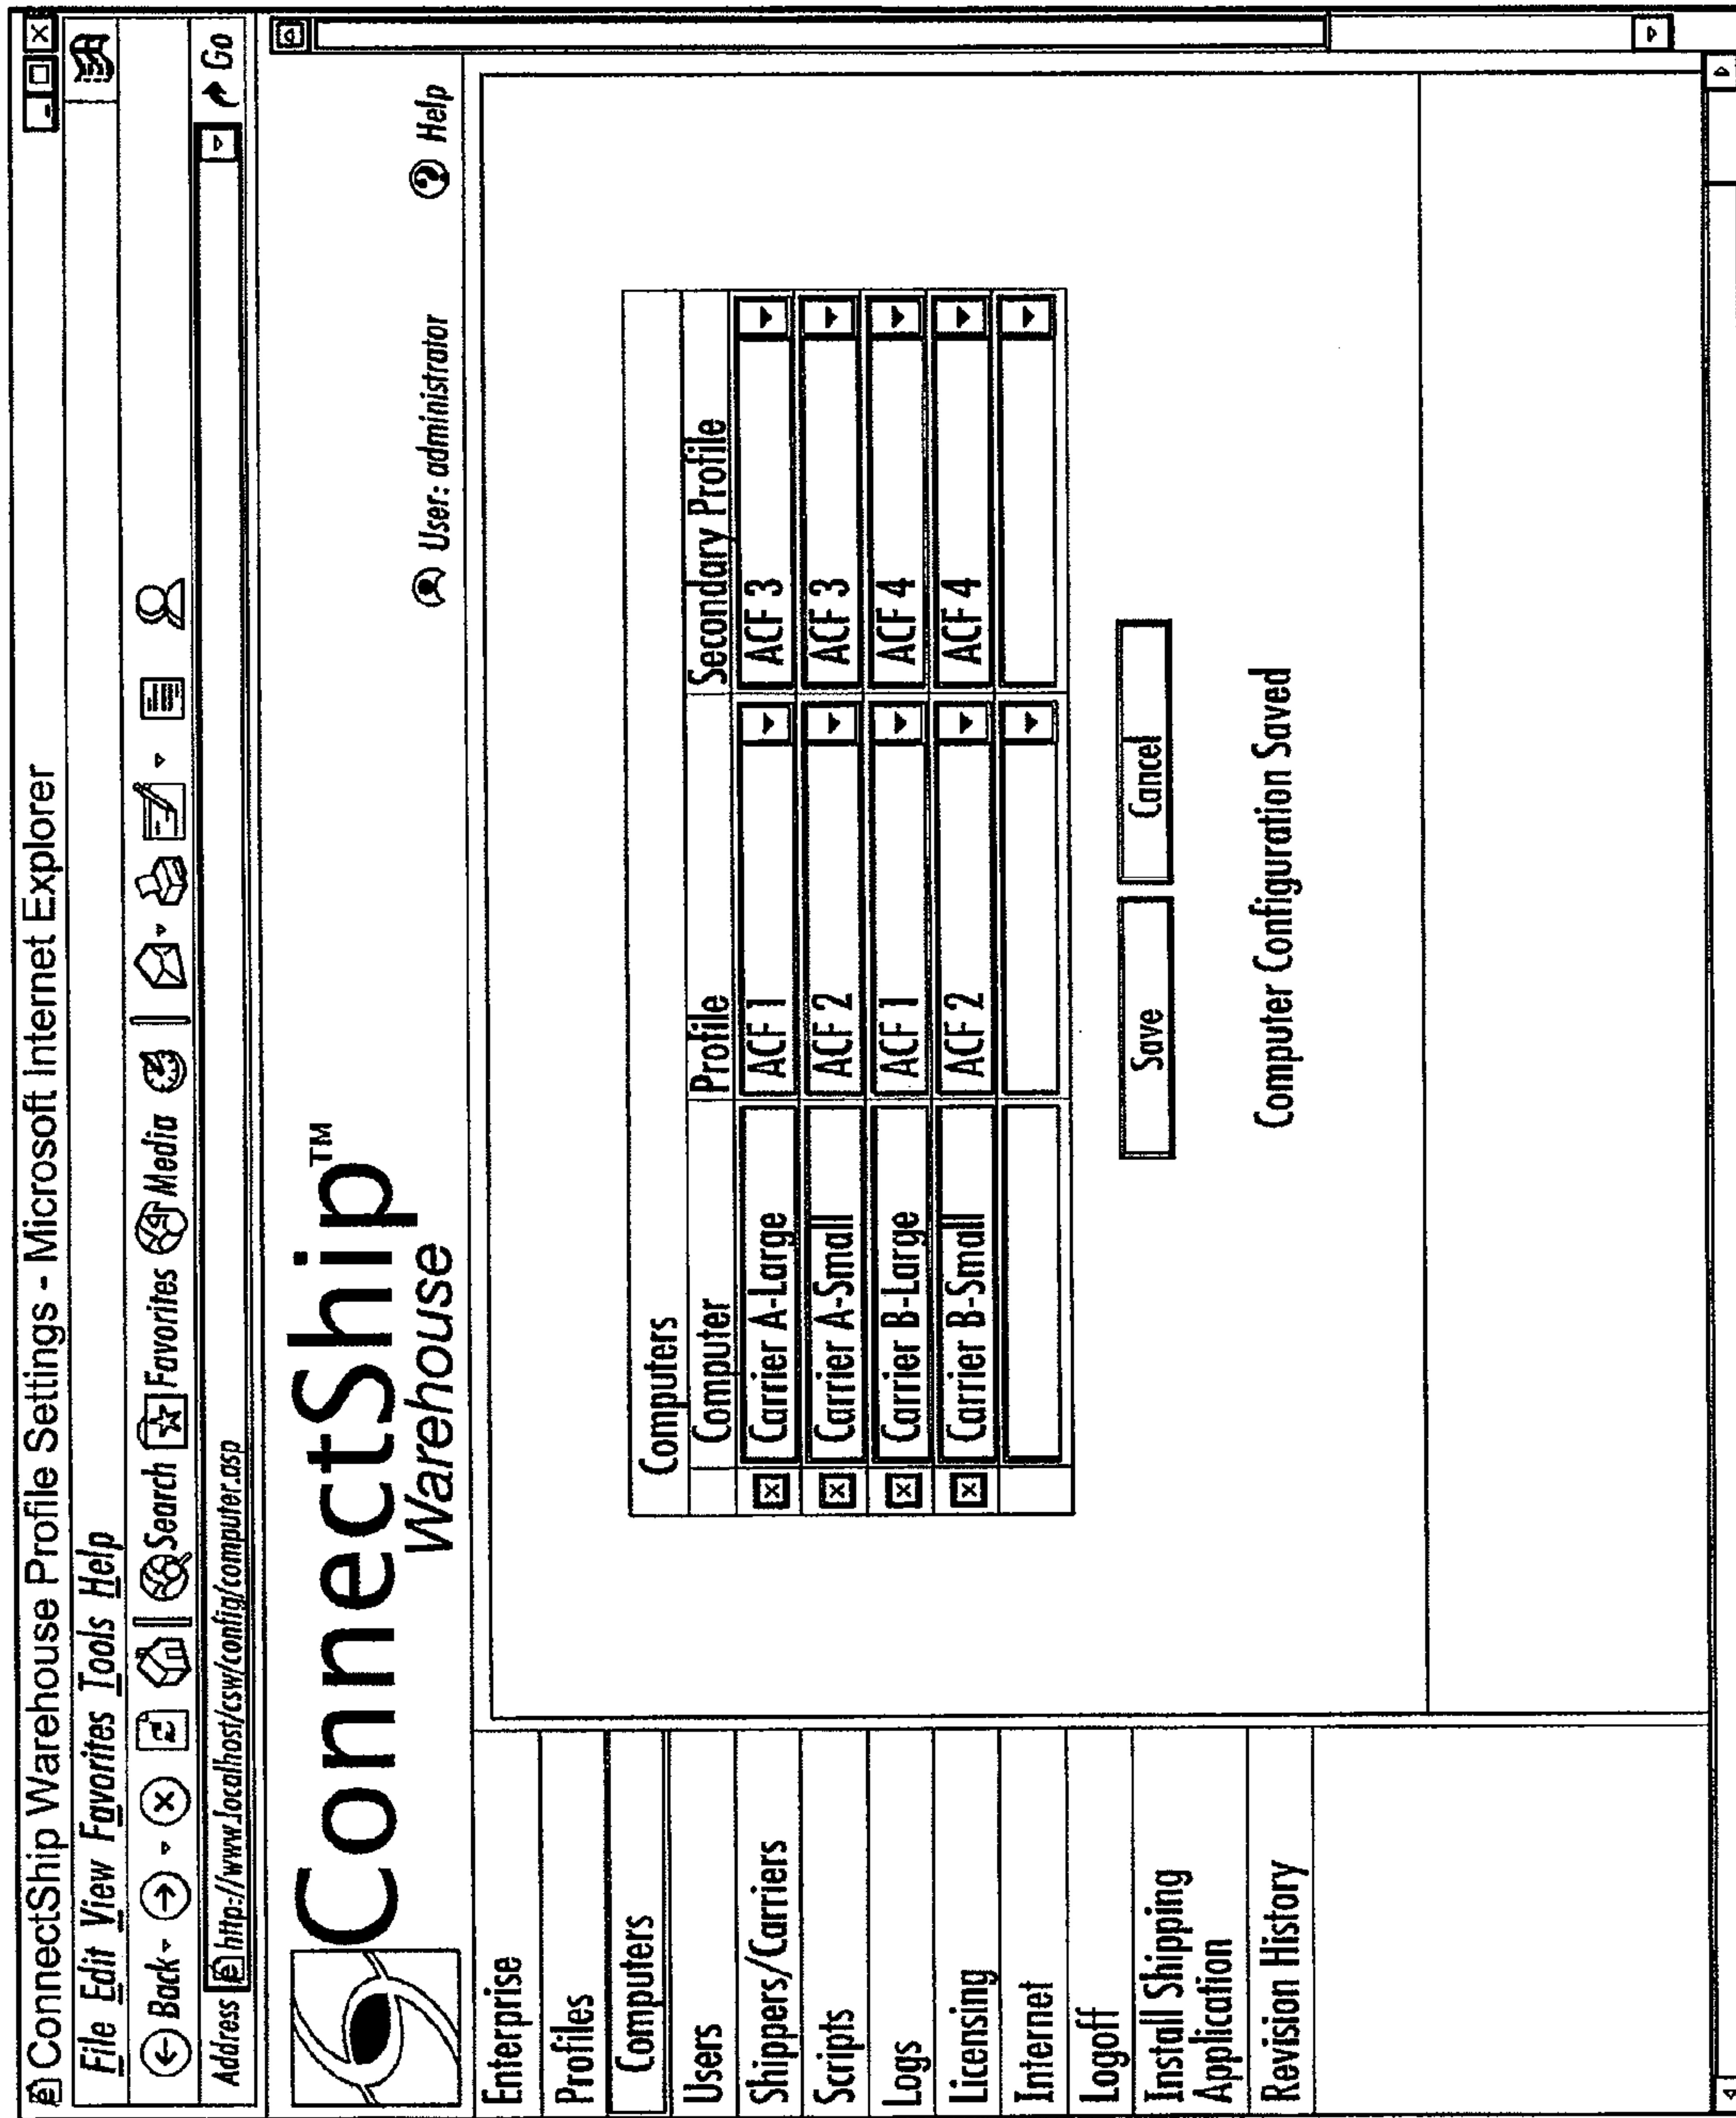 ConnectShip Warehouse Profile Settings - Microsoft Internet Explorer
File Edit View Favorites Tools Help
Back Search Favorites Media
Address http://www.localhost/csw/config/computer.asp Go
ConnectShip™
Warehouse
User: administrator Help
Enterprise
Profiles
Computers
Users
Shippers/Carriers
Scripts
Logs
Licensing
Internet
Logoff
Install Shipping
Application
Revision History
Computers
Computer Profile Secondary Profile
Carrier A-Large ACF 1 ACF 3
Carrier A-Small ACF 2 ACF 3
Carrier B-Large ACF 1 ACF 4
Carrier B-Small ACF 2 ACF 4
Save Cancel
Computer Configuration Saved